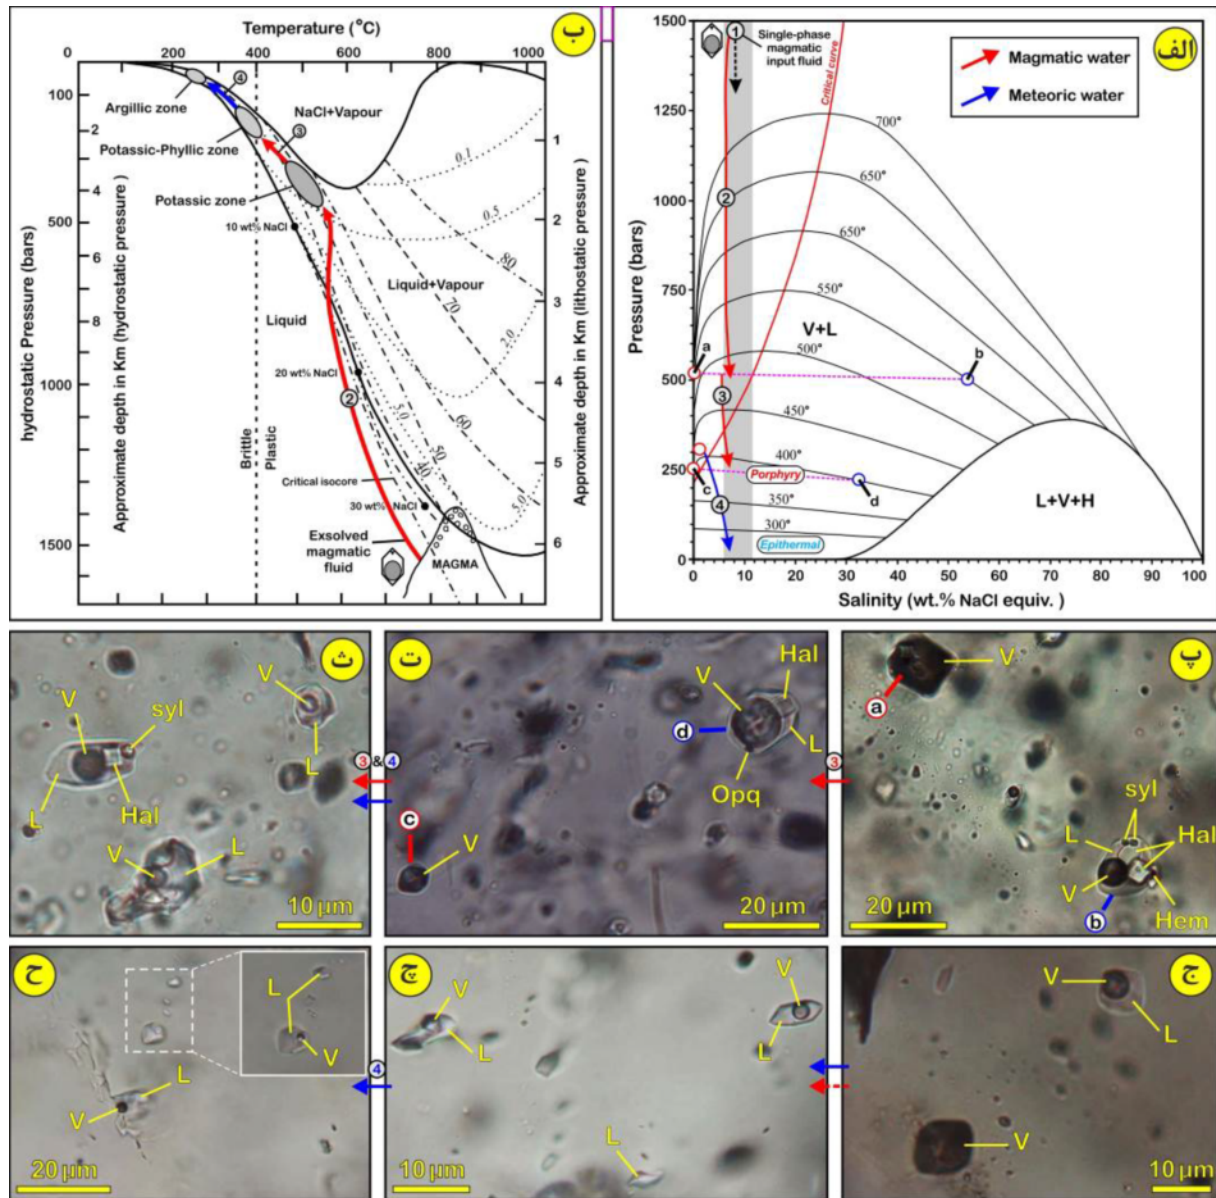 الف
Magmatic water
Meteoric water
Single-phase
magmatic
input fluid
Critical curve
Pressure (bars)
1500
1250
1000
750
500
250
0
700°
650°
650°
550°
500°
450°
400°
350°
300°
V+L
L+V+H
Porphyry
Epithermal
1
2
3
4
a
b
c
d
0 10 20 30 40 50 60 70 80 90 100
Salinity (wt.% NaCl equiv. )
ب
Temperature (°C)
0 200 400 600 800 1000
hydrostatic Pressure (bars)
100
500
1000
1500
Approximate depth in Km (hydrostatic pressure)
2
4
6
8
Approximate depth in Km (lithostatic pressure)
1
2
3
4
5
6
Argillic zone
Potassic-Phyllic zone
Potassic zone
NaCl+Vapour
Liquid+Vapour
Liquid
10 wt% NaCl
20 wt% NaCl
30 wt% NaCl
Brittle
Plastic
Critical isocore
Exsolved
magmatic
fluid
MAGMA
0.1
0.5
2.0
5.0
5.0
80
70
60
50
40
4
3
2
پ
V
a
syl
L
Hal
V
b
Hem
20 µm
3
ت
Hal
V
d
L
Opq
c
V
20 µm
3 & 4
ث
V
syl
V
L
L
Hal
V
L
10 µm
ج
V
L
V
10 µm
چ
V
V
L
L
L
10 µm
4
ح
L
V
L
V
20 µm